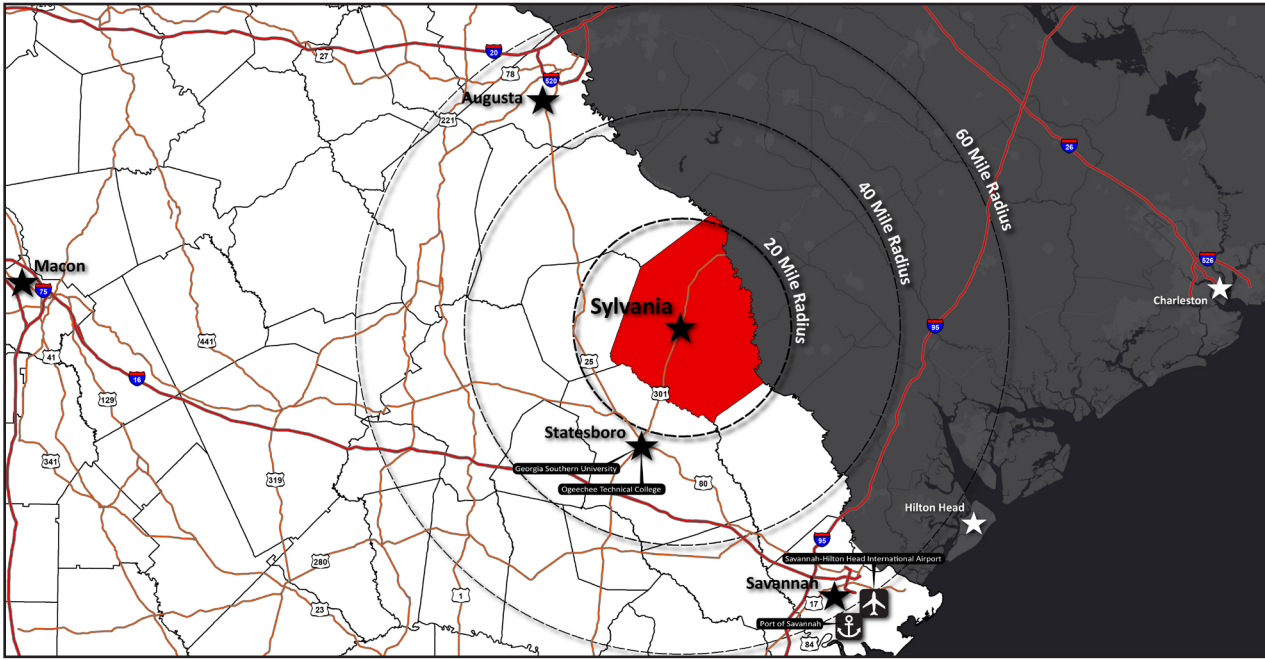 20
27
78
520
Augusta
221
60 Mile Radius
26
40 Mile Radius
20 Mile Radius
Macon
75
526
Charleston
Sylvania
95
441
41
25
16
129
301
Statesboro
Georgia Southern University
341
319
80
Ogeechee Technical College
Hilton Head
95
Savannah-Hilton Head International Airport
280
Savannah
1
17
23
Port of Savannah
84